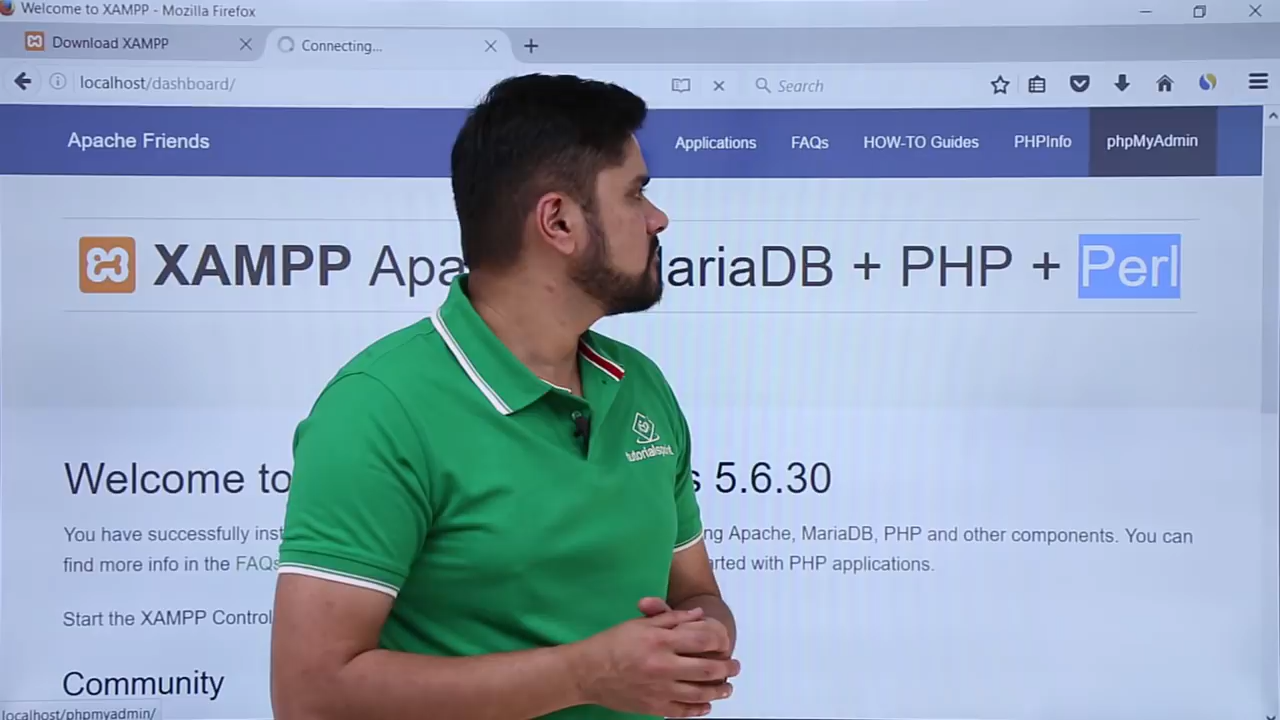 Welcome to XAMPP - Mozilla Firefox
Download XAMPP
Connecting...
localhost/dashboard/
Search
Apache Friends
Applications
FAQs
HOW-TO Guides
PHPInfo
phpMyAdmin
XAMPP Apa ariaDB + PHP + Perl
Welcome to s 5.6.30
You have successfully inst ng Apache, MariaDB, PHP and other components. You can
find more info in the FAQs arted with PHP applications.
Start the XAMPP Control
Community
localhost/phpmyadmin/
tutorialspoint